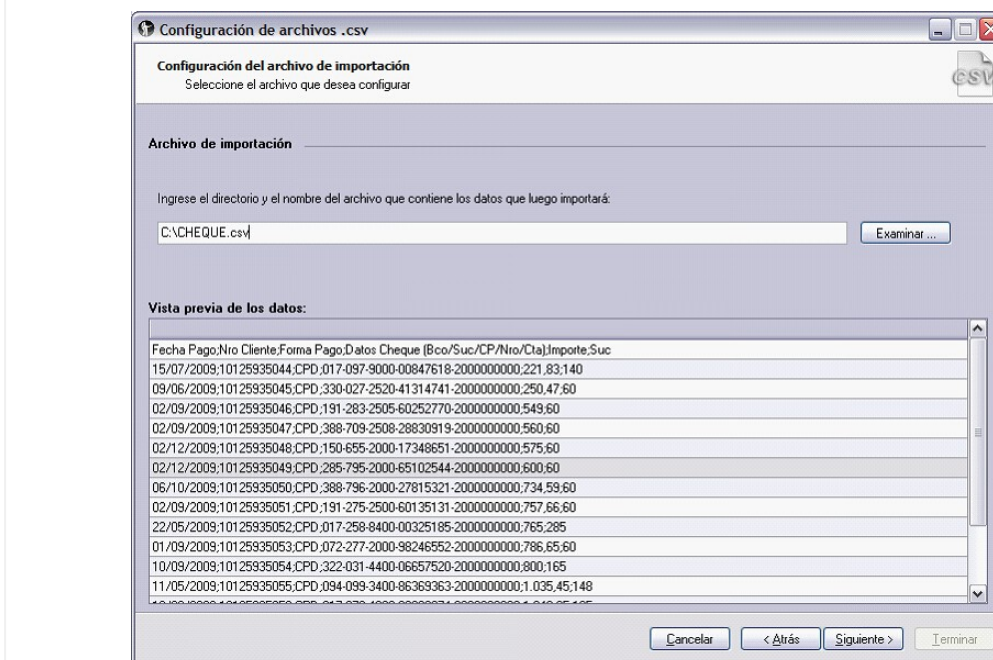 Configuración de archivos .csv
Configuración del archivo de importación
Seleccione el archivo que desea configurar
CSV
Archivo de importación
Ingrese el directorio y el nombre del archivo que contiene los datos que luego importará:
C:\CHEQUE.csv
Examinar ...
Vista previa de los datos:
Fecha Pago;Nro Cliente;Forma Pago;Datos Cheque (Bco/Suc/CP/Nro/Cta);Importe;Suc
15/07/2009;10125935044;CPD;017-097-9000-00847618-2000000000;221,83;140
09/06/2009;10125935045;CPD;330-027-2520-41314741-2000000000;250,47;60
02/09/2009;10125935046;CPD;191-283-2505-60252770-2000000000;549;60
02/09/2009;10125935047;CPD;388-709-2508-28830919-2000000000;560;60
02/12/2009;10125935048;CPD;150-655-2000-17348651-2000000000;575;60
02/12/2009;10125935049;CPD;285-795-2000-65102544-2000000000;600;60
06/10/2009;10125935050;CPD;388-796-2000-27815321-2000000000;734,59;60
02/09/2009;10125935051;CPD;191-275-2500-60135131-2000000000;757,66;60
22/05/2009;10125935052;CPD;017-258-8400-00325185-2000000000;765;285
01/09/2009;10125935053;CPD;072-277-2000-98246552-2000000000;786,65;60
10/09/2009;10125935054;CPD;322-031-4400-06657520-2000000000;800;165
11/05/2009;10125935055;CPD;094-099-3400-86369363-2000000000;1.035,45;148
Cancelar
< Atrás
Siguiente >
Terminar